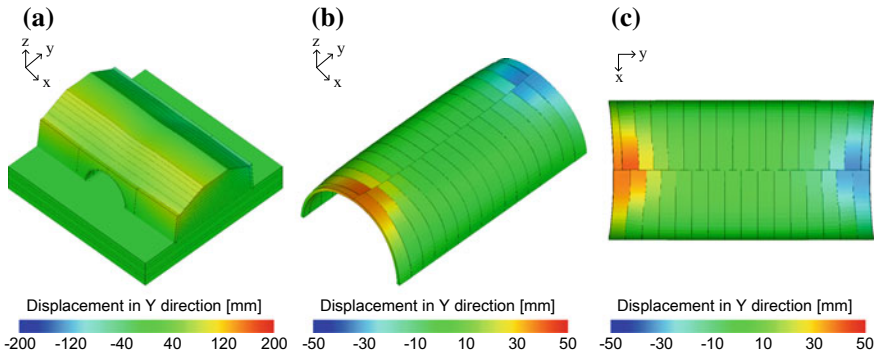 (a)
z
y
x
Displacement in Y direction [mm]
-200 -120 -40 40 120 200
(b)
z
y
x
Displacement in Y direction [mm]
-50 -30 -10 10 30 50
(c)
y
x
Displacement in Y direction [mm]
-50 -30 -10 10 30 50